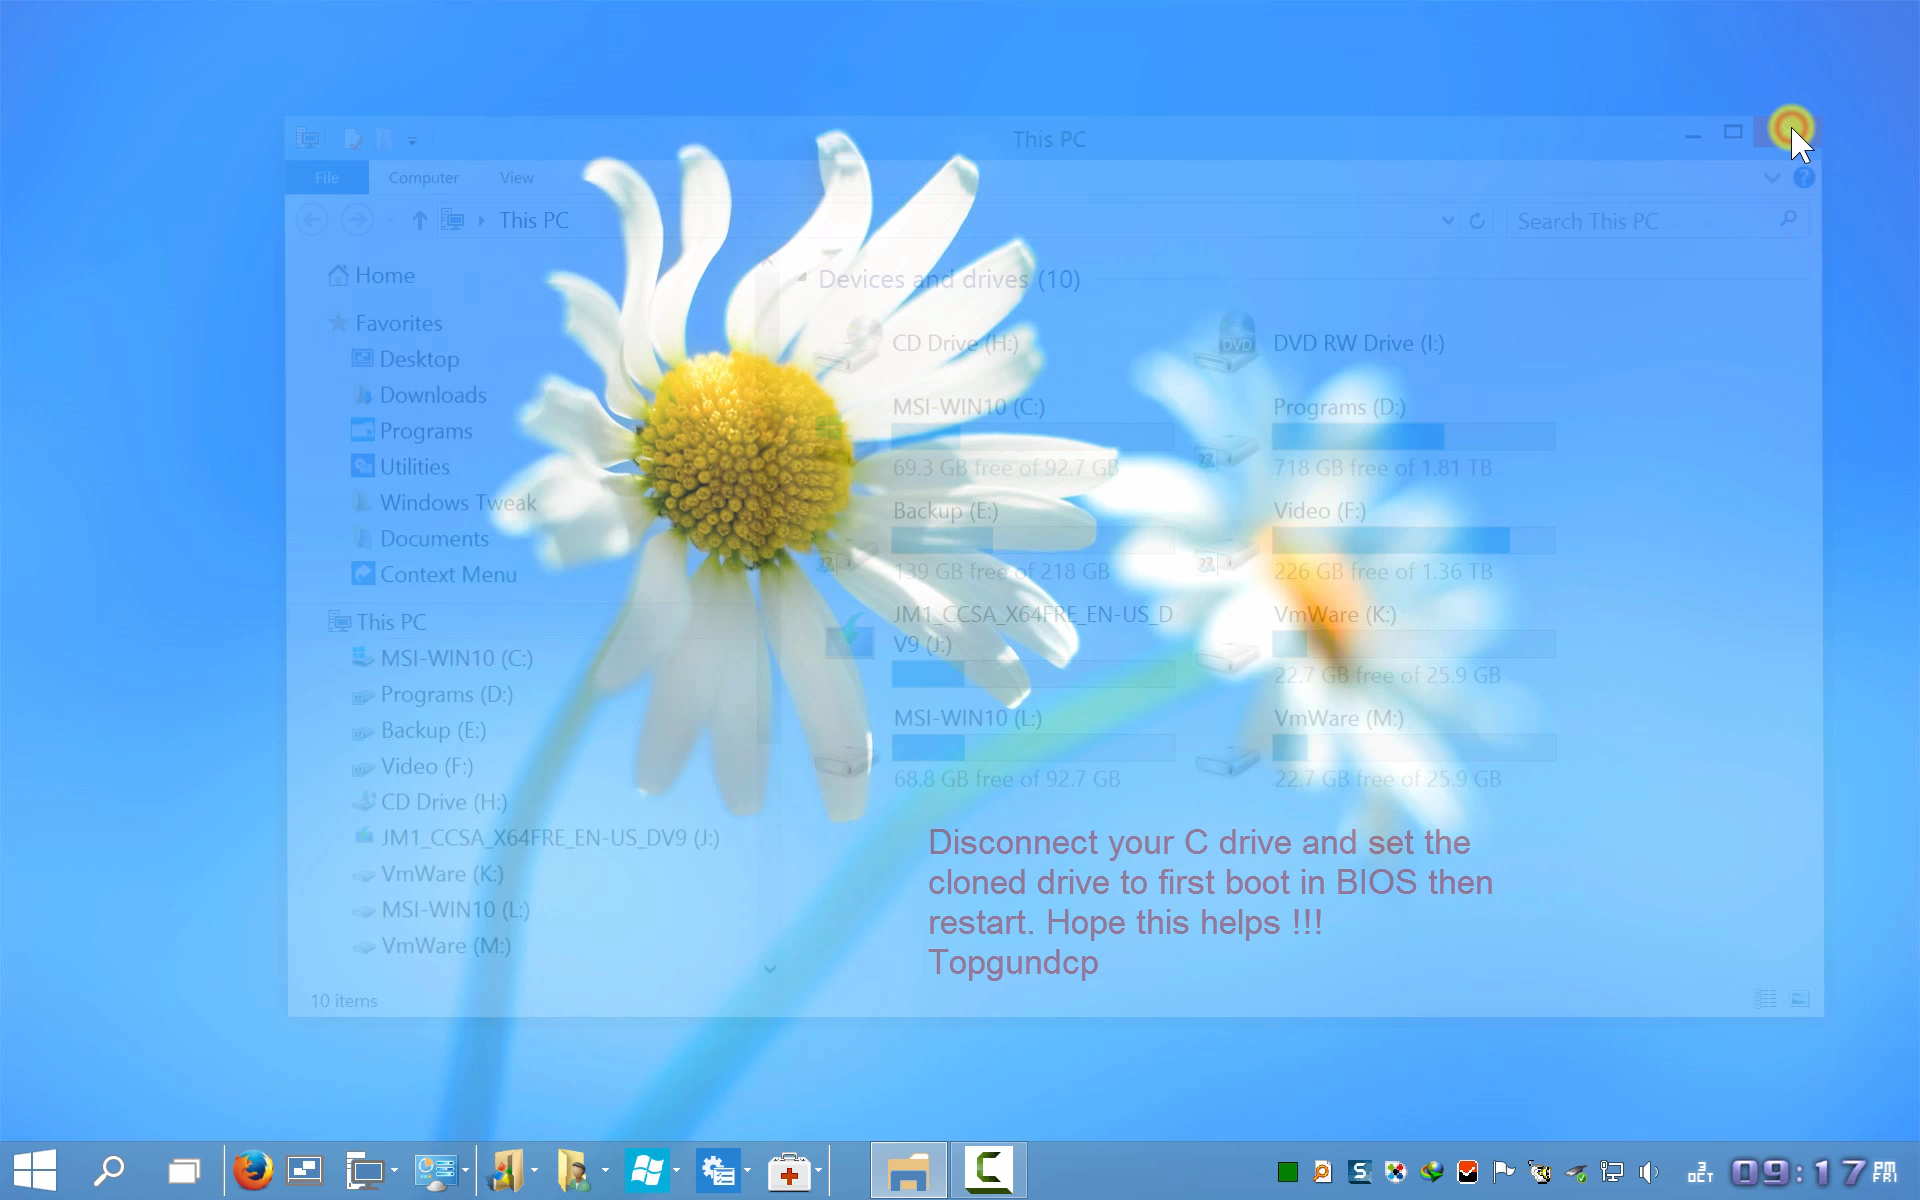 This PC
File Computer View
This PC
Search This PC
Home
Favorites
Desktop
Downloads
Programs
Utilities
Windows Tweak
Documents
Context Menu
This PC
MSI-WIN10 (C:)
Programs (D:)
Backup (E:)
Video (F:)
CD Drive (H:)
JM1_CCSA_X64FRE_EN-US_DV9 (J:)
VmWare (K:)
MSI-WIN10 (L:)
VmWare (M:)
10 items
Devices and drives (10)
CD Drive (H:)
DVD
DVD RW Drive (I:)
MSI-WIN10 (C:)
69.3 GB free of 92.7 GB
Programs (D:)
718 GB free of 1.81 TB
Backup (E:)
139 GB free of 218 GB
Video (F:)
226 GB free of 1.36 TB
JM1_CCSA_X64FRE_EN-US_D
V9 (J:)
VmWare (K:)
22.7 GB free of 25.9 GB
MSI-WIN10 (L:)
68.8 GB free of 92.7 GB
VmWare (M:)
22.7 GB free of 25.9 GB
Disconnect your C drive and set the
cloned drive to first boot in BIOS then
restart. Hope this helps !!!
Topgundcp
3
OCT
09:17 PM
FRI